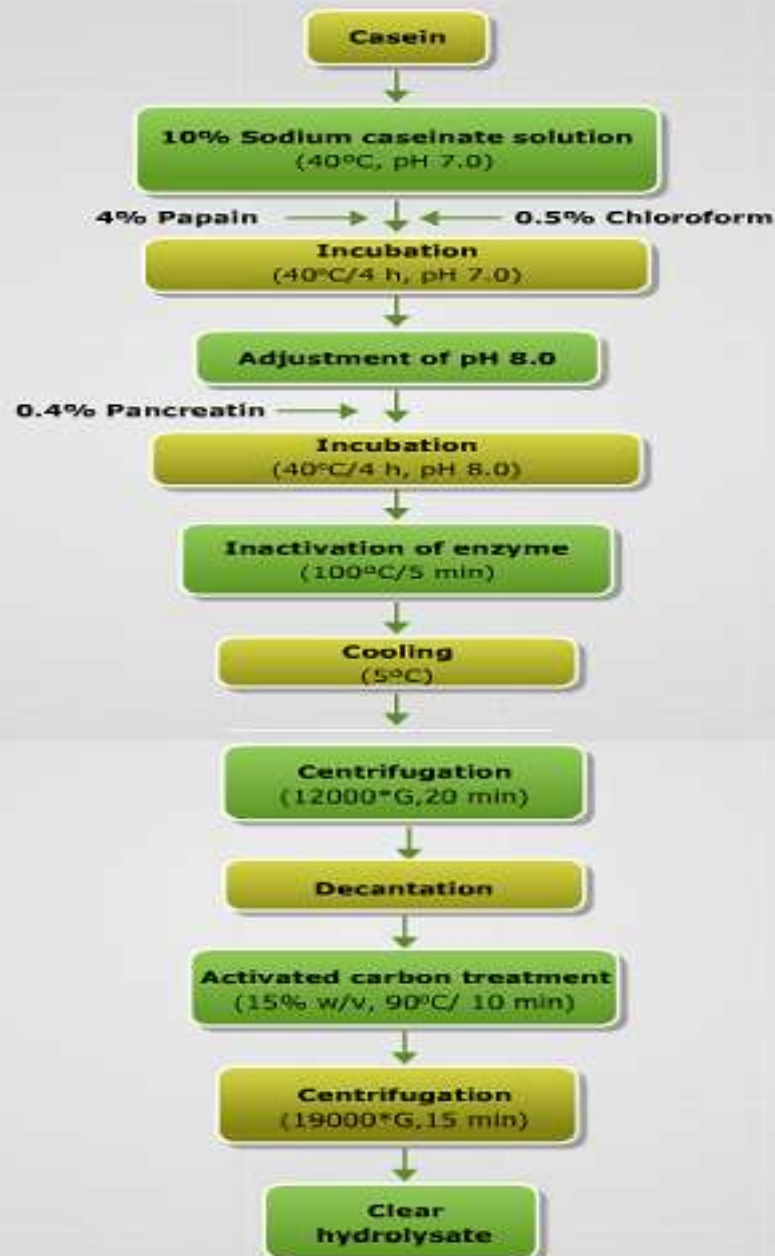 Casein
10% Sodium caseinate solution
(40ºC, pH 7.0)
4% Papain
0.5% Chloroform
Incubation
(40ºC/4 h, pH 7.0)
Adjustment of pH 8.0
0.4% Pancreatin
Incubation
(40ºC/4 h, pH 8.0)
Inactivation of enzyme
(100ºC/5 min)
Cooling
(5ºC)
Centrifugation
(12000*G,20 min)
Decantation
Activated carbon treatment
(15% w/v, 90ºC/ 10 min)
Centrifugation
(19000*G,15 min)
Clear
hydrolysate